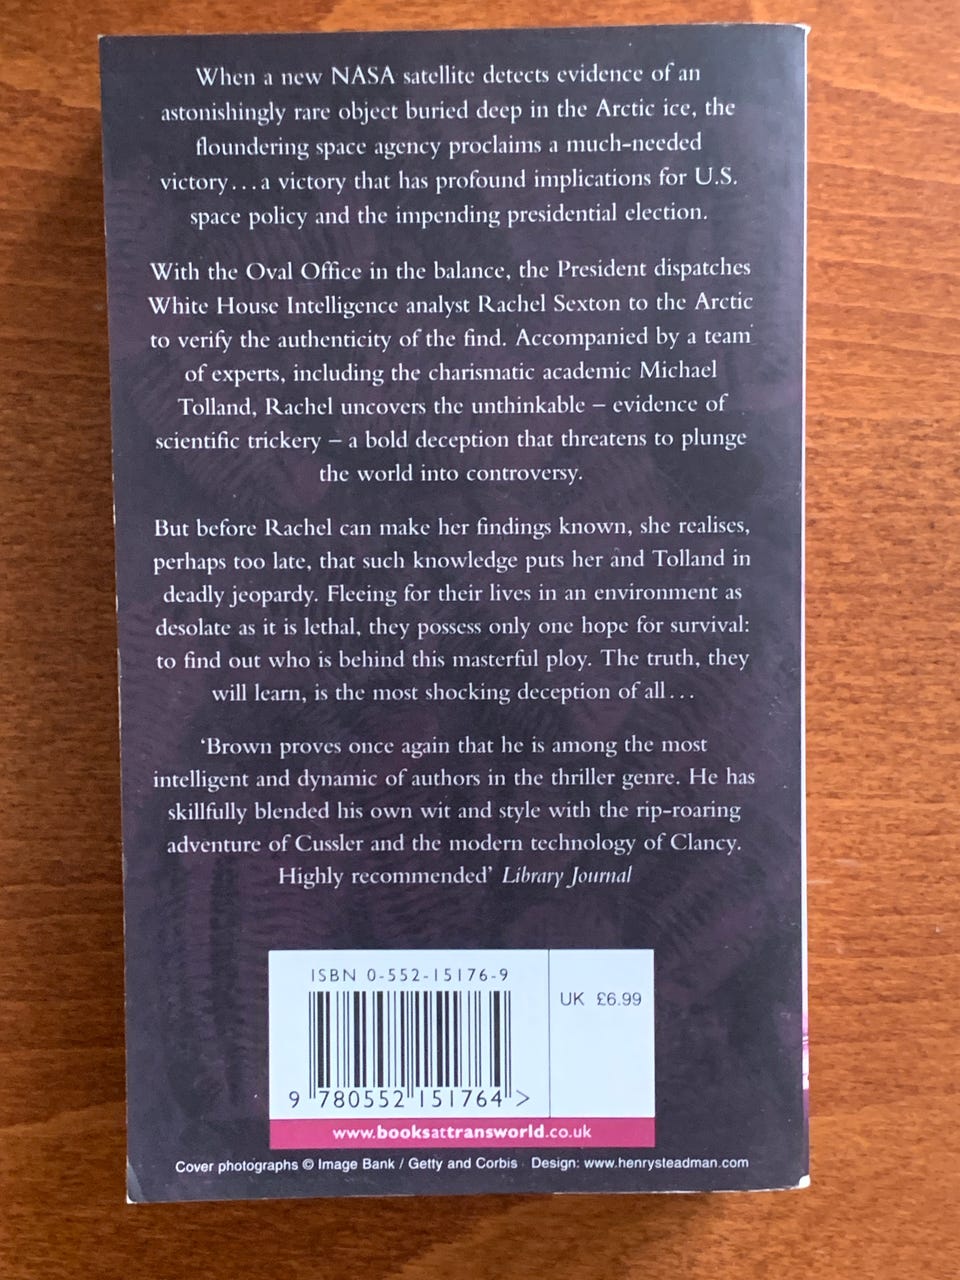 When a new NASA satellite detects evidence of an
astonishingly rare object buried deep in the Arctic ice, the
floundering space agency proclaims a much-needed
victory...a victory that has profound implications for U.S.
space policy and the impending presidential election.
With the Oval Office in the balance, the President dispatches
White House Intelligence analyst Rachel Sexton to the Arctic
to verify the authenticity of the find. Accompanied by a team
of experts, including the charismatic academic Michael
Tolland, Rachel uncovers the unthinkable – evidence of
scientific trickery – a bold deception that threatens to plunge
the world into controversy.
But before Rachel can make her findings known, she realises,
perhaps too late, that such knowledge puts her and Tolland in
deadly jeopardy. Fleeing for their lives in an environment as
desolate as it is lethal, they possess only one hope for survival:
to find out who is behind this masterful ploy. The truth, they
will learn, is the most shocking deception of all...
‘Brown proves once again that he is among the most
intelligent and dynamic of authors in the thriller genre. He has
skillfully blended his own wit and style with the rip-roaring
adventure of Cussler and the modern technology of Clancy.
Highly recommended’ Library Journal
ISBN 0-552-15176-9
UK £6.99
9 780552 151764 >
www.booksattransworld.co.uk
Cover photographs © Image Bank / Getty and Corbis Design: www.henrysteadman.com